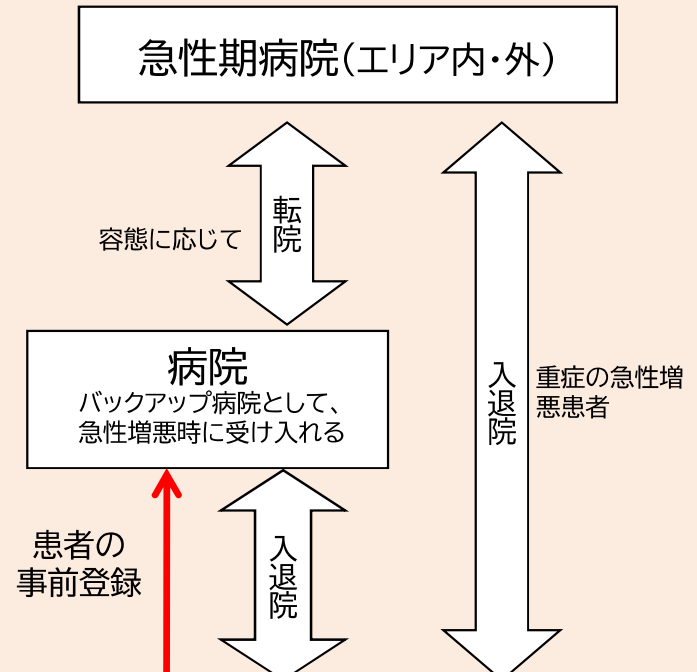 急性期病院（エリア内・外）
転院
容態に応じて
病院
バックアップ病院として、
急性増悪時に受け入れる
入退院
重症の急性増
悪患者
患者の
事前登録
入退院